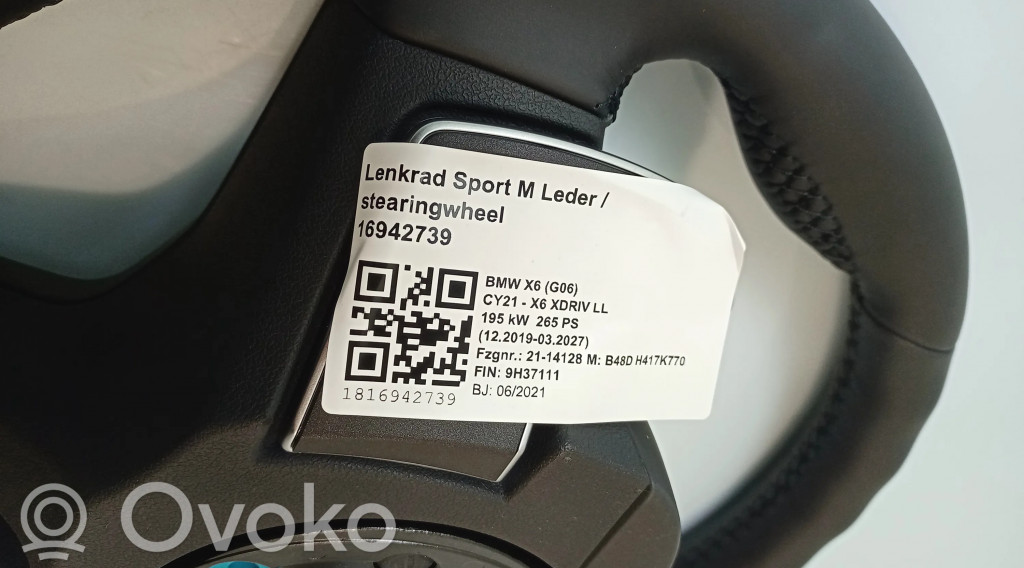 Lenkrad Sport M Leder /
stearingwheel
16942739
BMW X6 (G06)
CY21 - X6 XDRIV LL
195 kW 265 PS
(12.2019-03.2027)
Fzgnr.: 21-14128 M: B48D H417K770
FIN: 9H37111
BJ: 06/2021
1816942739
Ovoko